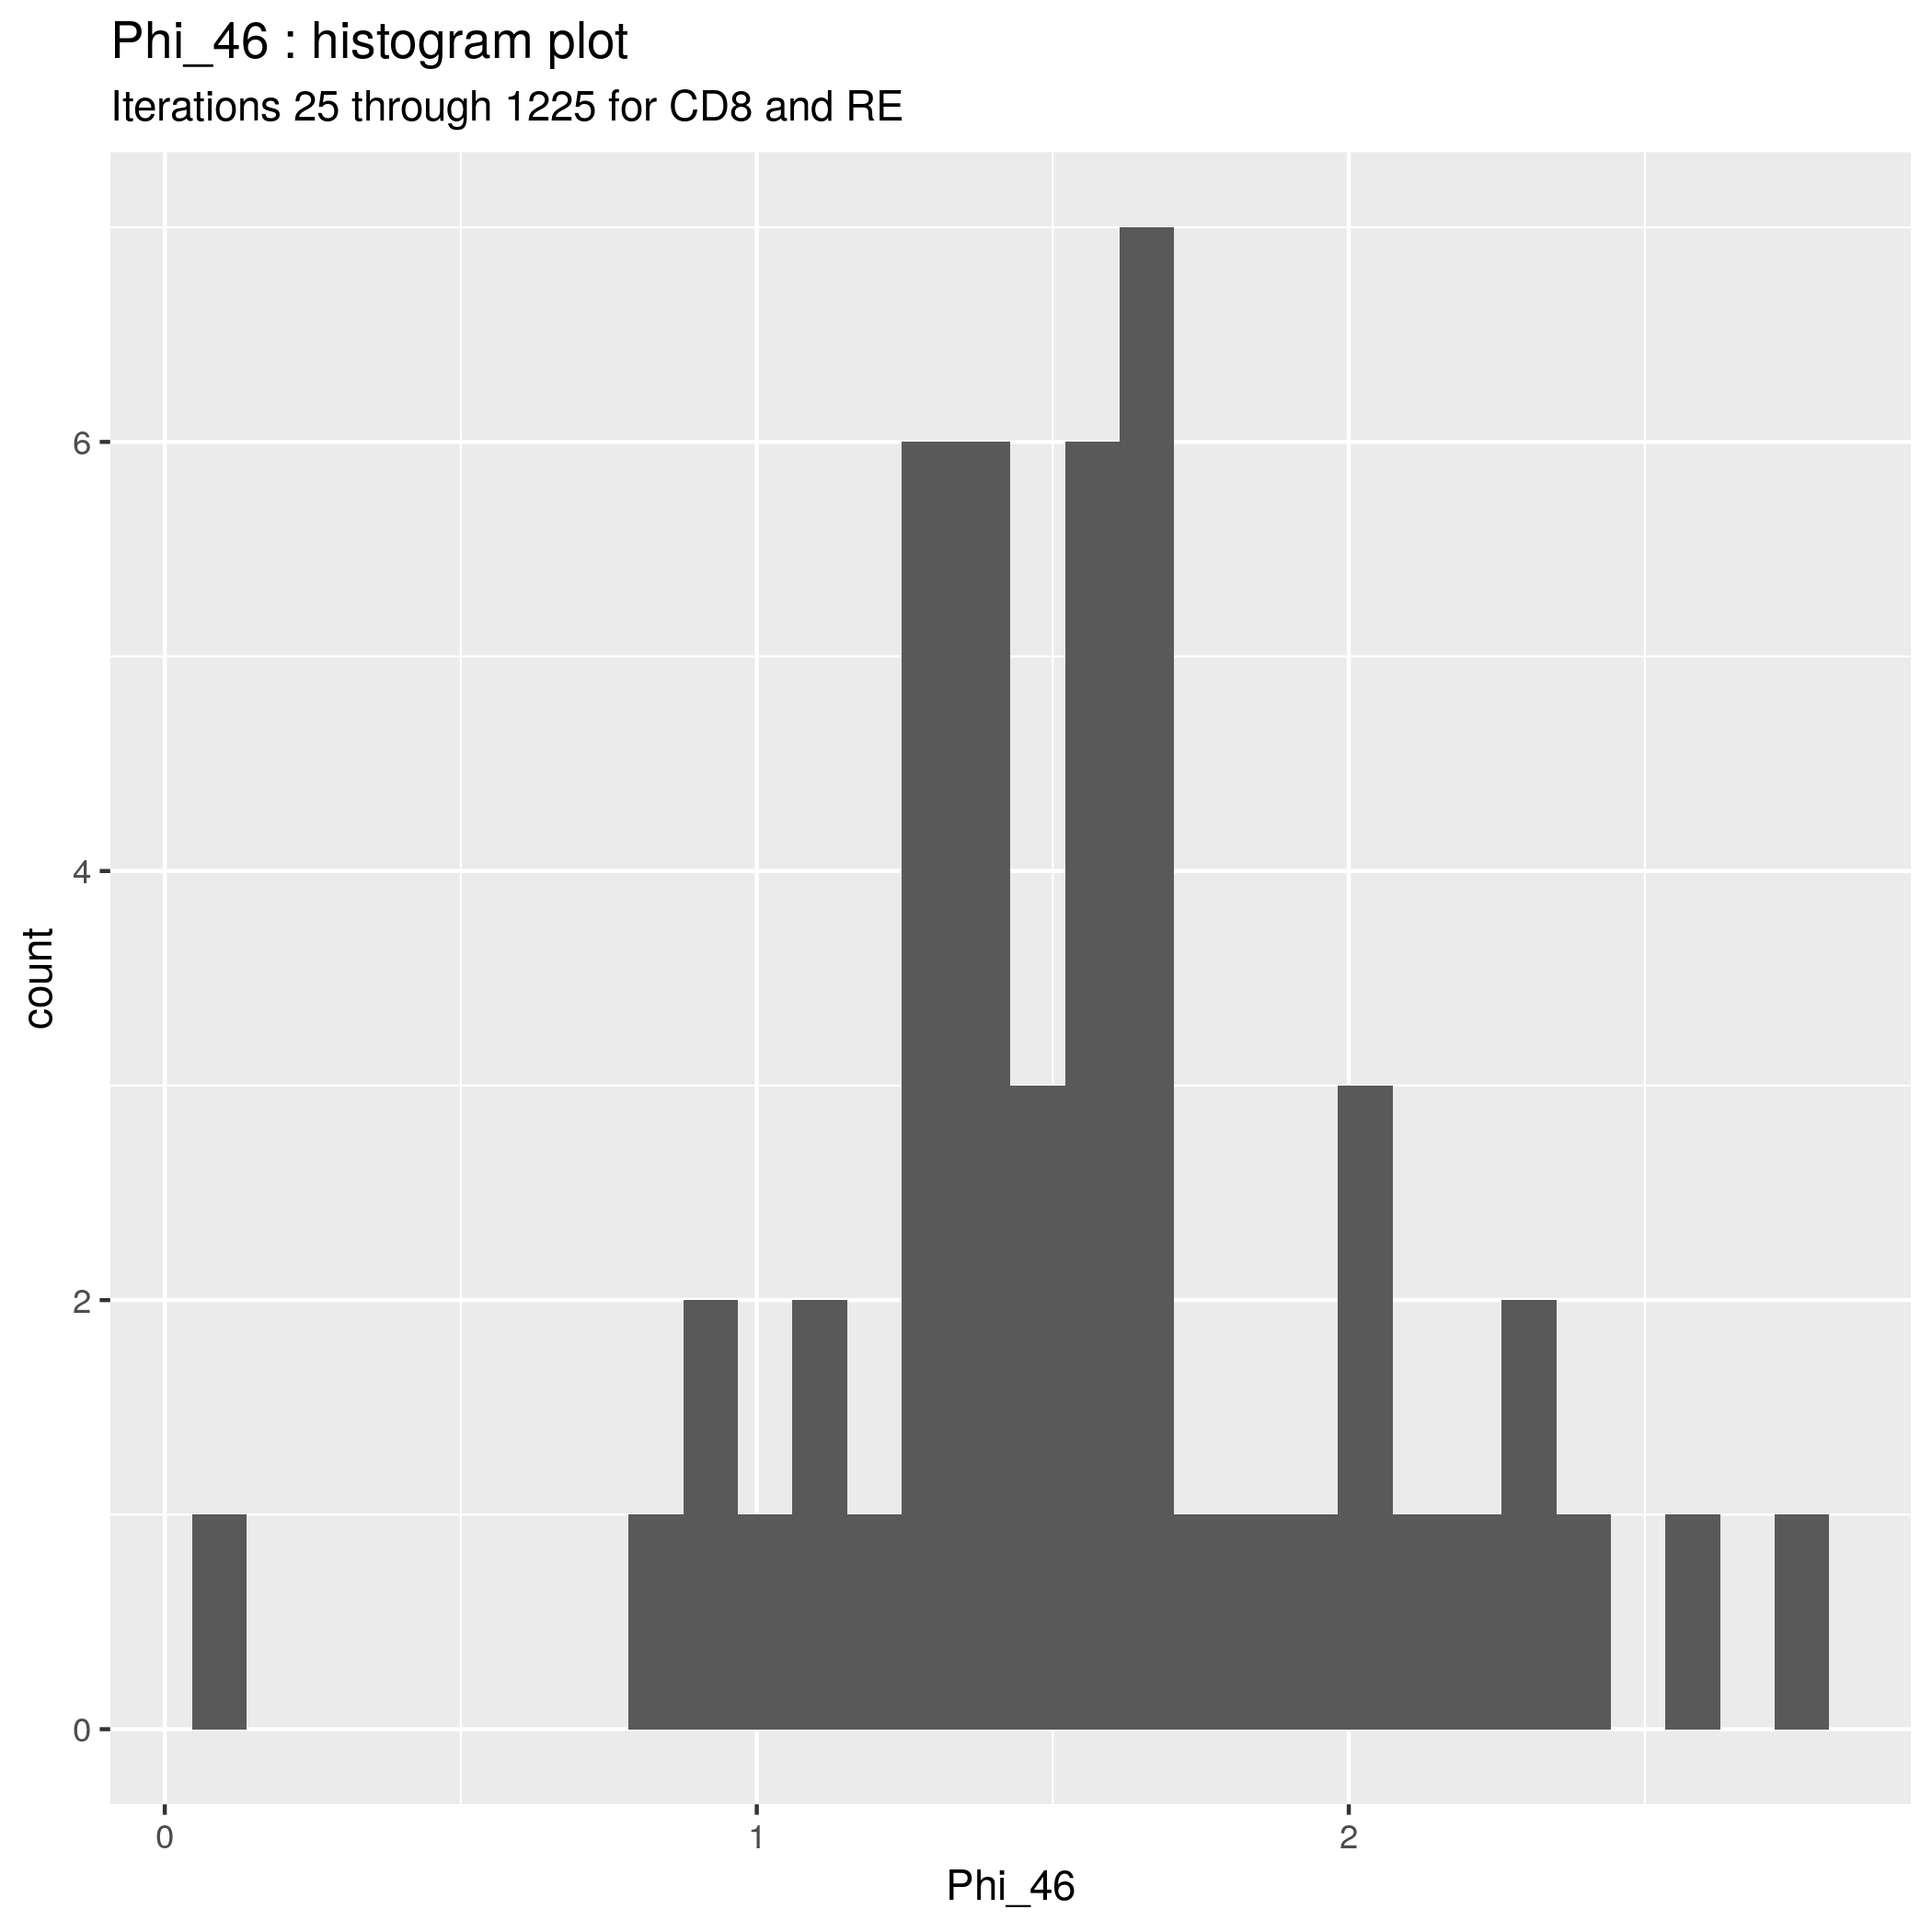 Phi_46 : histogram plot
Iterations 25 through 1225 for CD8 and RE
6
4
2
0
count
0 1 2
Phi_46